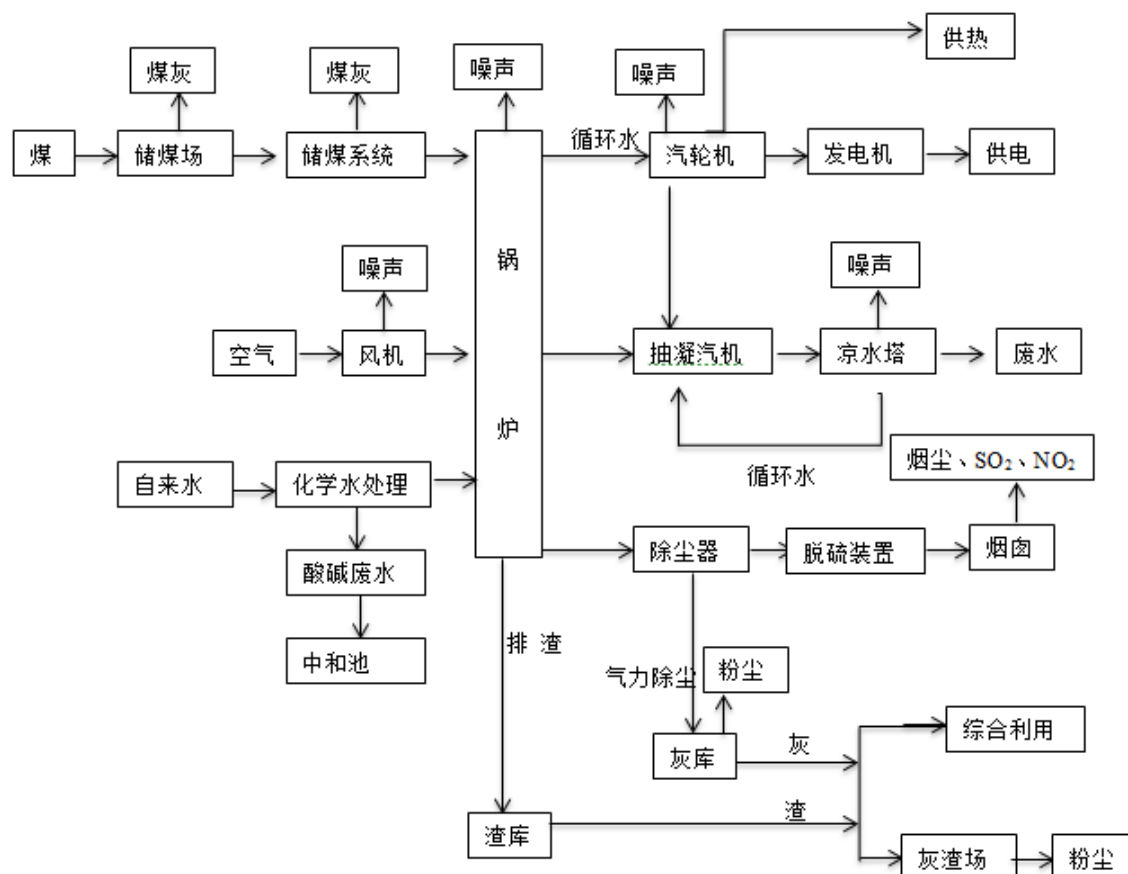 供热
煤灰
煤灰
噪声
噪声
煤
储煤场
储煤系统
循环水
汽轮机
发电机
供电
锅
炉
噪声
噪声
空气
风机
抽凝汽机
凉水塔
废水
循环水
烟尘、SO₂、NO₂
自来水
化学水处理
除尘器
脱硫装置
烟囱
酸碱废水
中和池
排 渣
气力除尘
粉尘
灰库
灰
综合利用
渣库
渣
灰渣场
粉尘